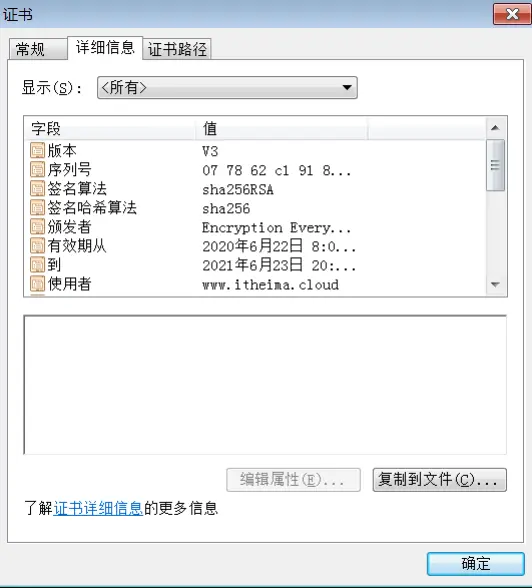 证书
常规 详细信息 证书路径
显示(S): <所有>
字段 值
版本 V3
序列号 07 78 62 c1 91 8...
签名算法 sha256RSA
签名哈希算法 sha256
颁发者 Encryption Every...
有效期从 2020年6月22日 8:0...
到 2021年6月23日 20:...
使用者 www.itheima.cloud
编辑属性(E)... 复制到文件(C)...
了解证书详细信息的更多信息
确定